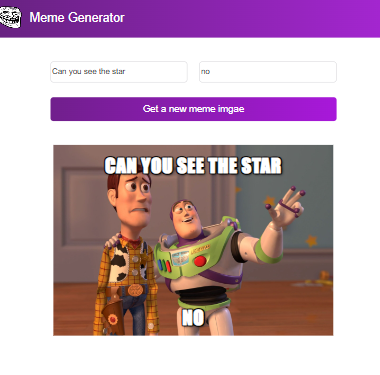 Meme Generator
Can you see the star
no
Get a new meme imgae
CAN YOU SEE THE STAR
NO